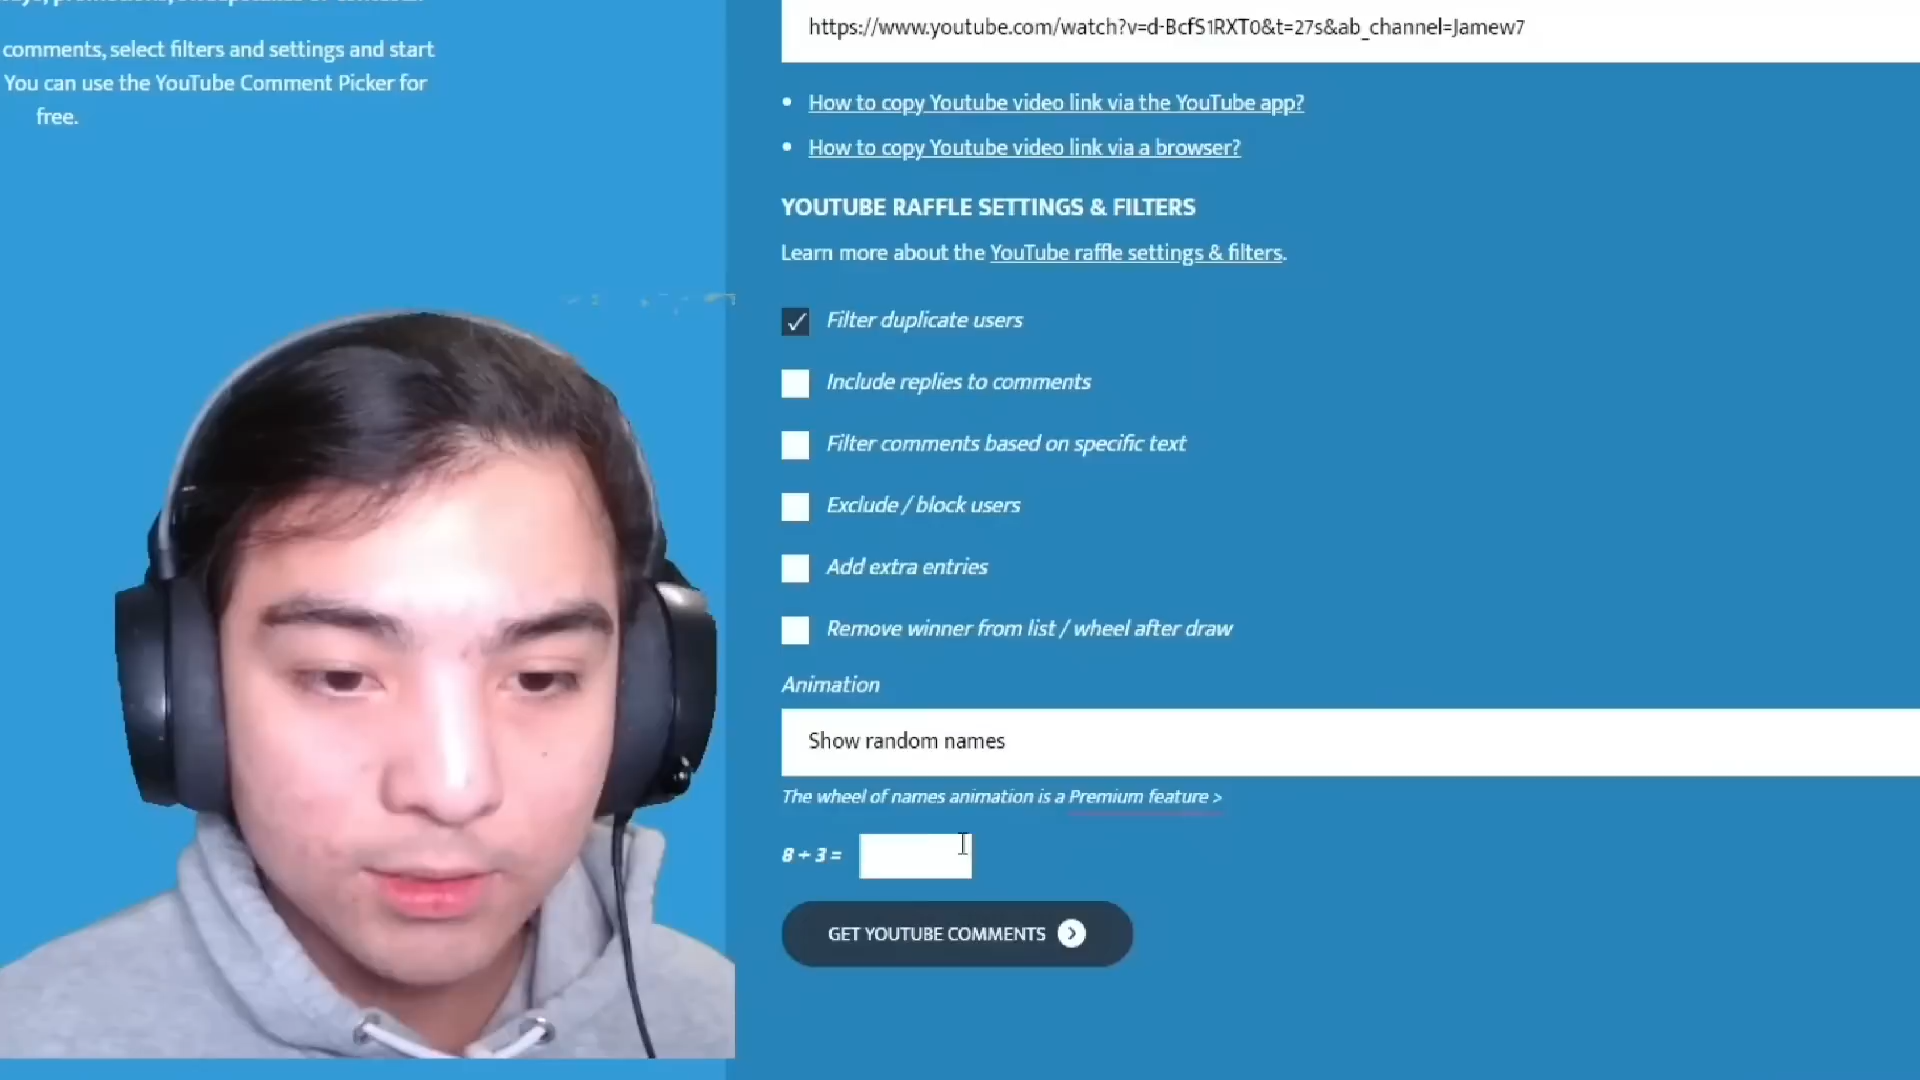 comments, select filters and settings and start
You can use the YouTube Comment Picker for
free.
https://www.youtube.com/watch?v=d-BcfS1RXT0&t=27s&ab_channel=Jamew7
• How to copy Youtube video link via the YouTube app?
• How to copy Youtube video link via a browser?
YOUTUBE RAFFLE SETTINGS & FILTERS
Learn more about the YouTube raffle settings & filters.
Filter duplicate users
Include replies to comments
Filter comments based on specific text
Exclude / block users
Add extra entries
Remove winner from list / wheel after draw
Animation
Show random names
The wheel of names animation is a Premium feature >
8 + 3 =
GET YOUTUBE COMMENTS